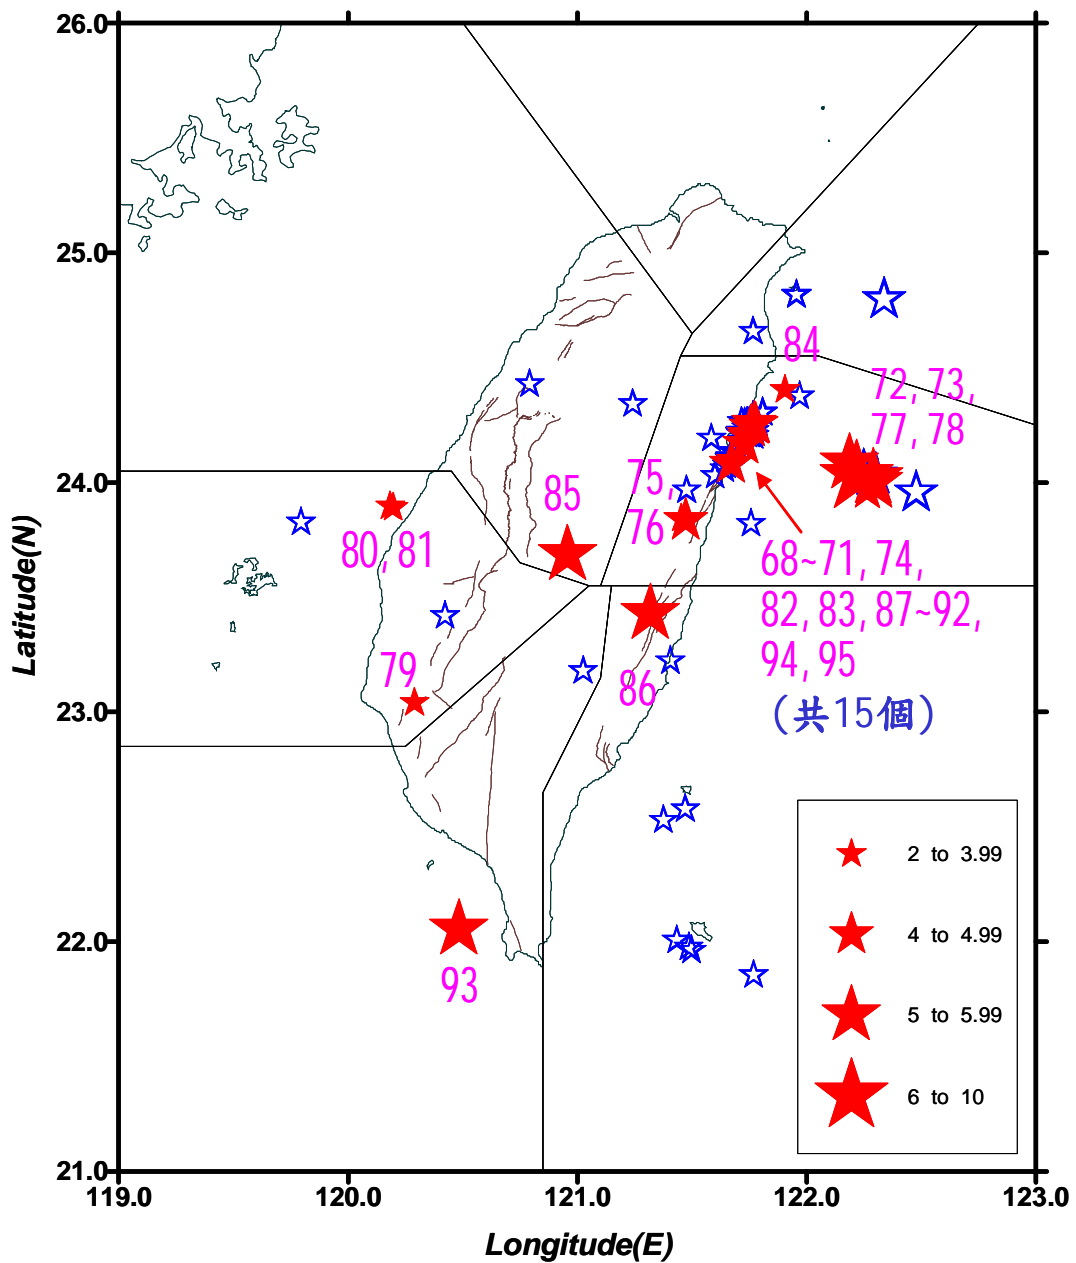 26.0
25.0
84
72, 73,
77, 78
75,
76
24.0
85
80, 81
68~71, 74,
82, 83, 87~92,
94, 95
(共15個)
79
86
23.0
2 to 3.99
4 to 4.99
22.0
93
5 to 5.99
6 to 10
21.0
119.0 120.0 121.0 122.0 123.0
Latitude(N)
Longitude(E)